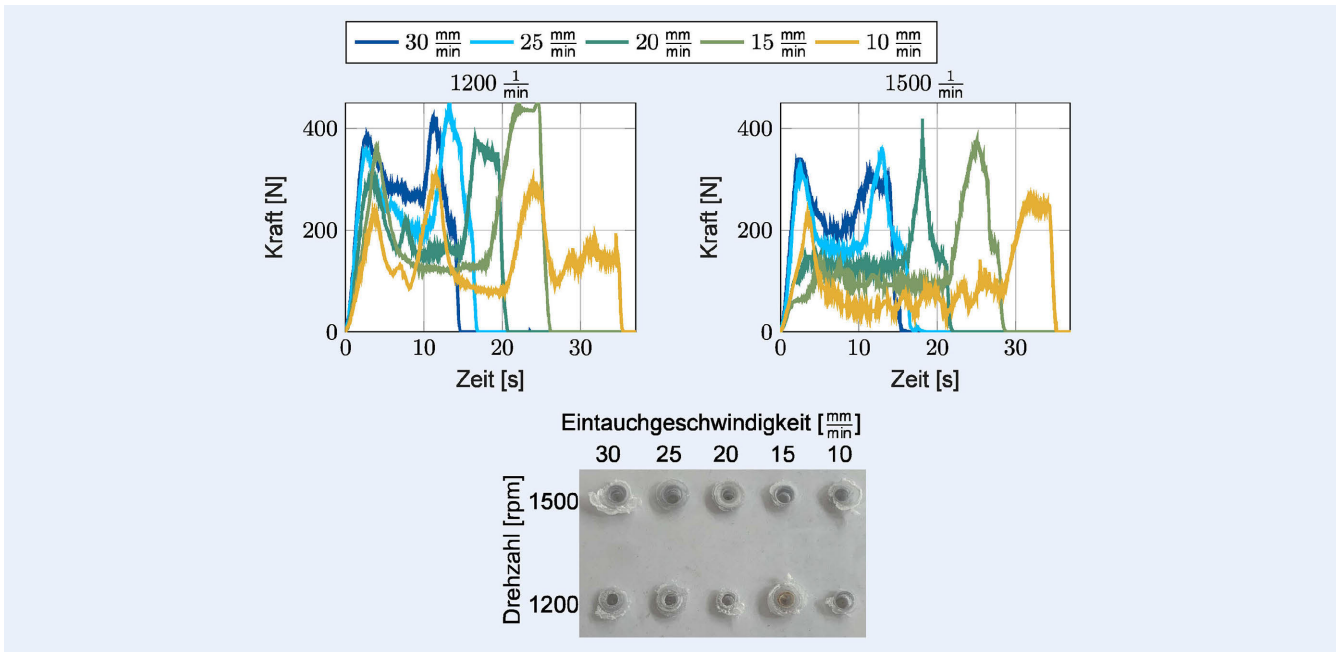 30 mm/min 25 mm/min 20 mm/min 15 mm/min 10 mm/min
1200 1/min
Kraft [N]
400
200
0
0 10 20 30
Zeit [s]
1500 1/min
Kraft [N]
400
200
0
0 10 20 30
Zeit [s]
Eintauchgeschwindigkeit [mm/min]
30 25 20 15 10
Drehzahl [rpm]
1500
1200